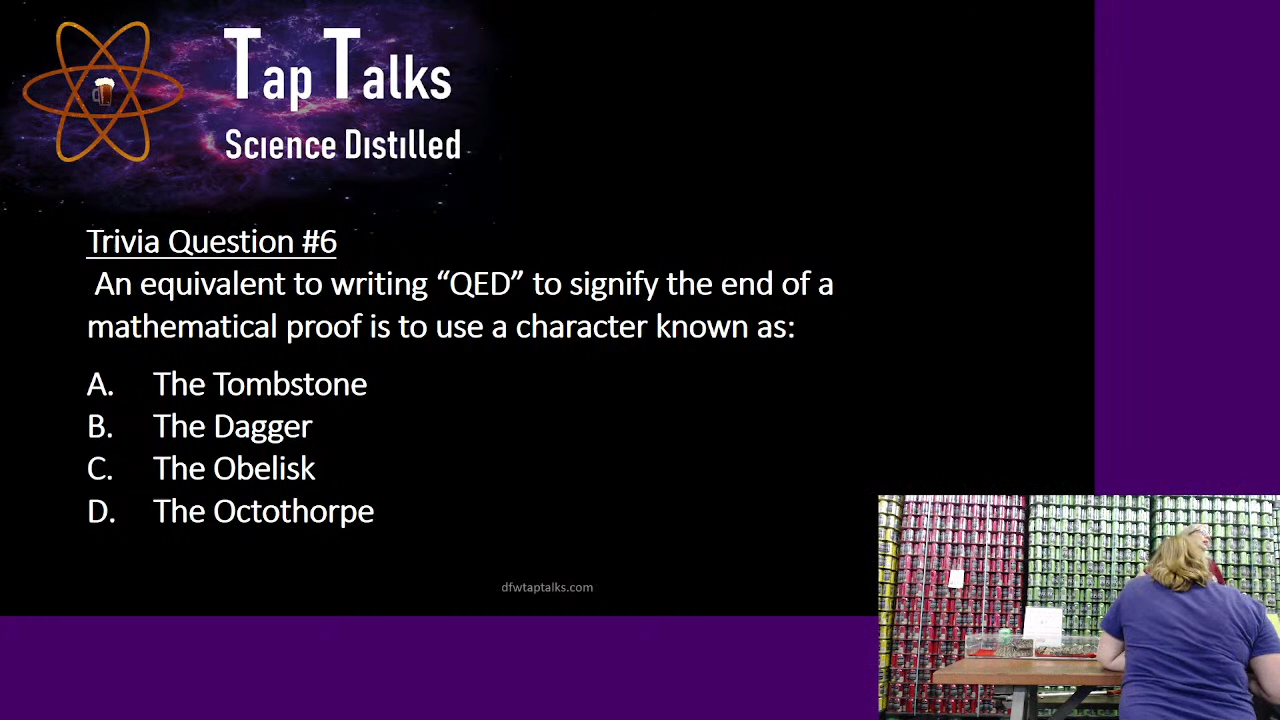 Tap Talks
Science Distilled
Trivia Question #6
An equivalent to writing “QED” to signify the end of a
mathematical proof is to use a character known as:
A. The Tombstone
B. The Dagger
C. The Obelisk
D. The Octothorpe
dfwtaptalks.com